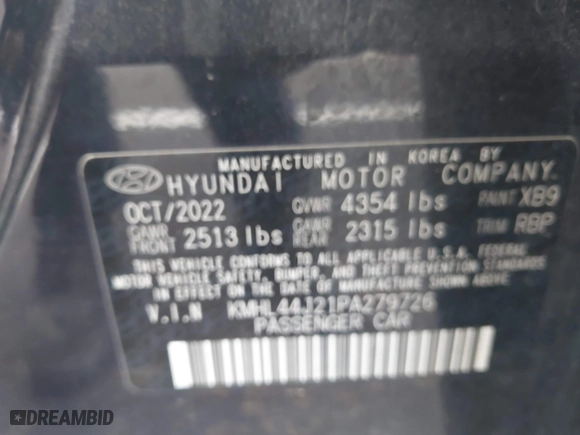 MANUFACTURED IN KOREA BY
HYUNDAI MOTOR COMPANY.
OCT/2022 GVWR 4354 lbs PAINT XB9
GAWR FRONT 2513 lbs GAWR REAR 2315 lbs TRIM RBP
THIS VEHICLE CONFORMS TO ALL APPLICABLE U.S.A. FEDERAL
MOTOR VEHICLE SAFETY, BUMPER, AND THEFT PREVENTION STANDARDS
IN EFFECT ON THE DATE OF MANUFACTURE SHOWN ABOVE.
V.I.N KMHL44J21PA279726
PASSENGER CAR
DREAMBID